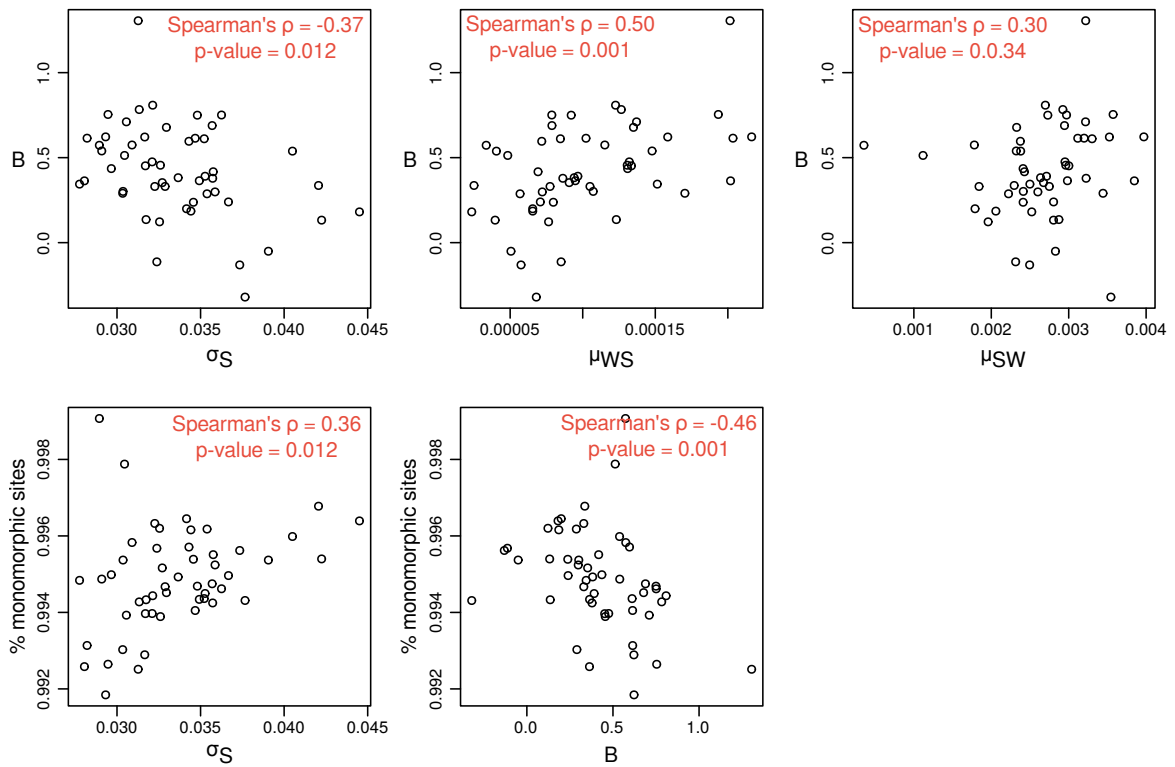 Spearman's ρ = -0.37
p-value = 0.012
B
1.0
0.5
0.0
0.030
0.035
0.040
0.045
σS
Spearman's ρ = 0.50
p-value = 0.001
B
1.0
0.5
0.0
0.00005
0.00015
μWS
Spearman's ρ = 0.30
p-value = 0.0.34
B
1.0
0.5
0.0
0.001
0.002
0.003
0.004
μSW
Spearman's ρ = 0.36
p-value = 0.012
% monomorphic sites
0.998
0.996
0.994
0.992
0.030
0.035
0.040
0.045
σS
Spearman's ρ = -0.46
p-value = 0.001
% monomorphic sites
0.998
0.996
0.994
0.992
0.0
0.5
1.0
B